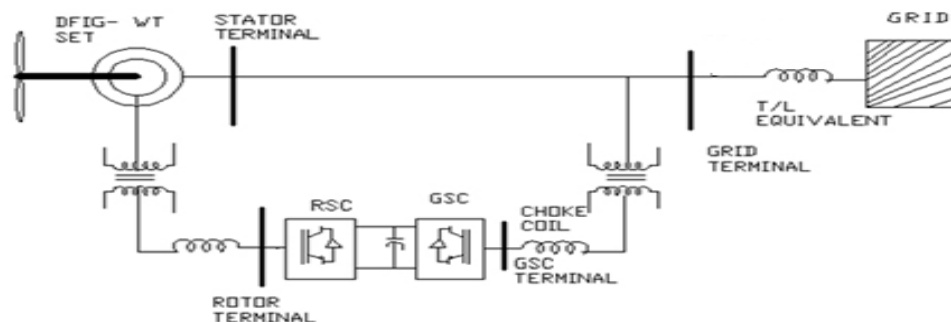 DFIG- WT
SET
STATOR
TERMINAL
GRID
T/L
EQUIVALENT
GRID
TERMINAL
RSC
GSC
CHOKE
COIL
GSC
TERMINAL
ROTOR
TERMINAL